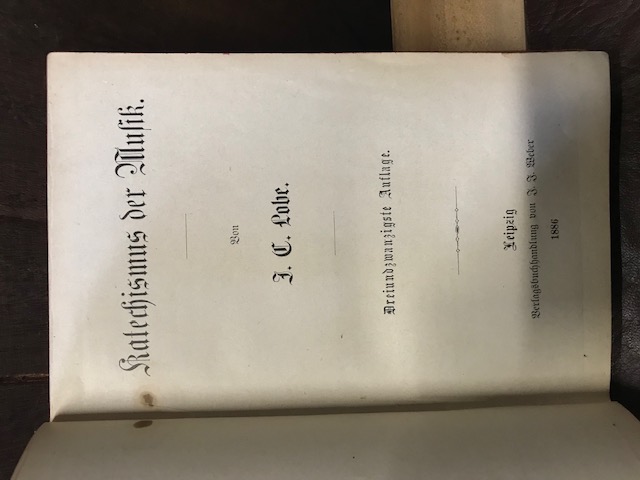 Katechismus der Musik.
Von
J. C. Lobe.
Dreiundzwanzigste Auflage.
Leipzig
Verlagsbuchhandlung von J. J. Weber
1886